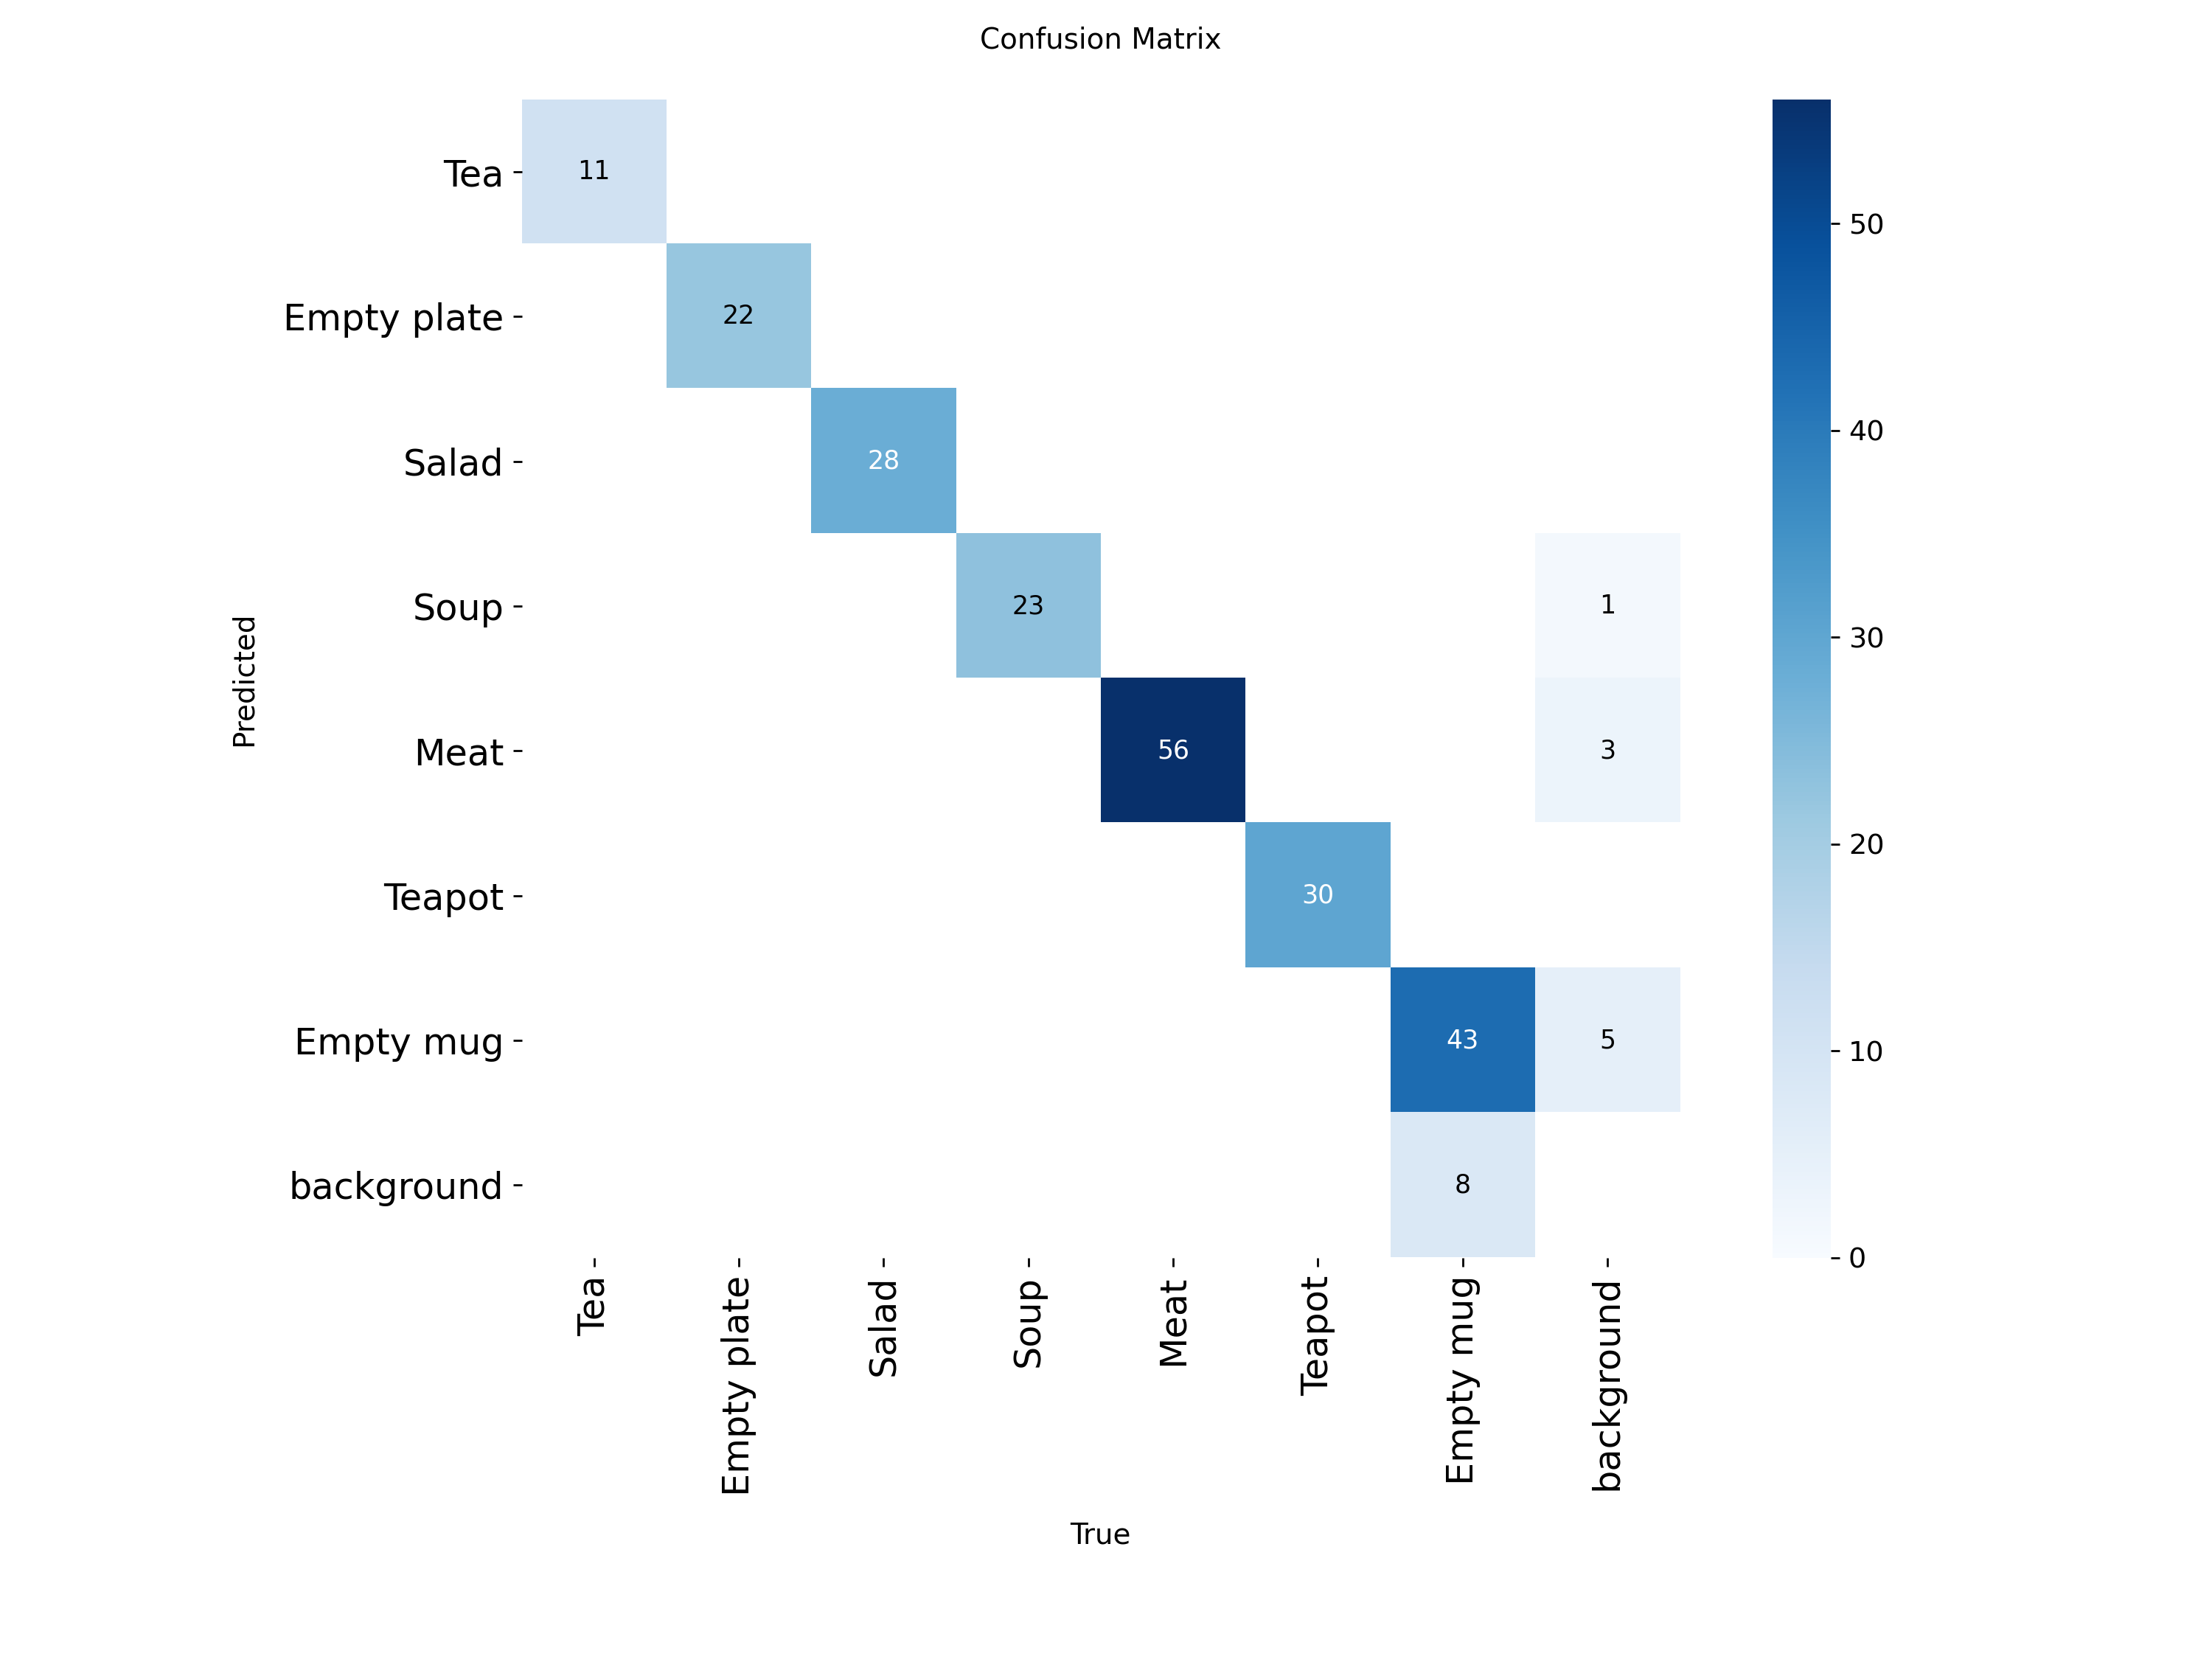 Confusion Matrix
Tea
11
50
Empty plate
22
40
Salad
28
30
Soup
23
1
Predicted
Meat
56
3
20
Teapot
30
10
Empty mug
43
5
background
8
0
Tea
Empty plate
Salad
Soup
Meat
Teapot
Empty mug
background
True